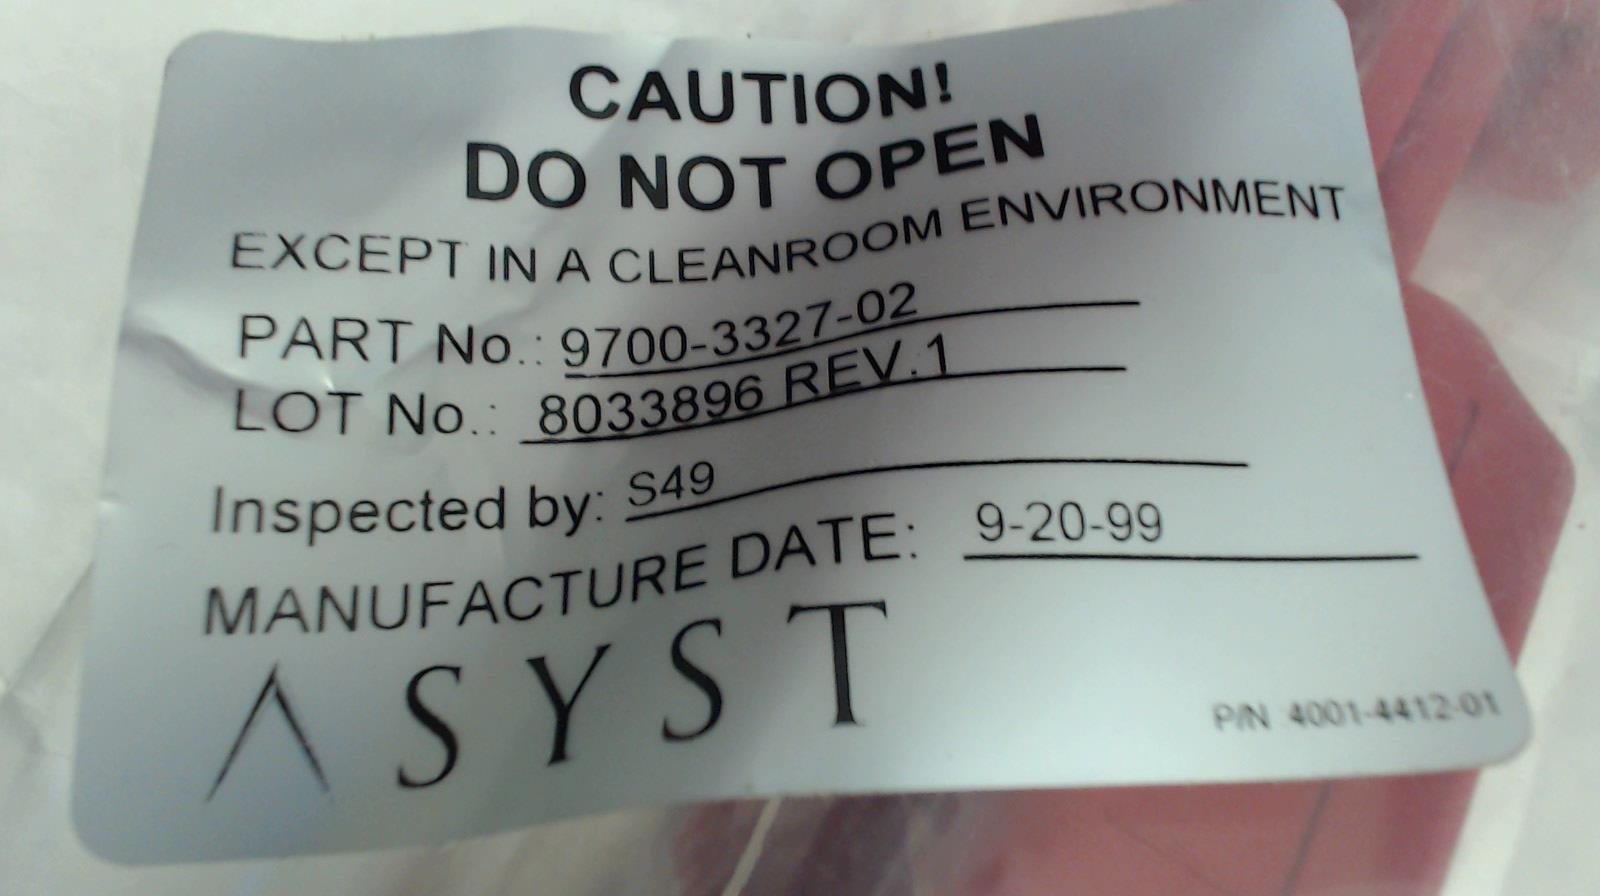 CAUTION!
DO NOT OPEN
EXCEPT IN A CLEANROOM ENVIRONMENT
PART No.: 9700-3327-02
LOT No.: 8033896 REV.1
Inspected by: S49
MANUFACTURE DATE: 9-20-99
ASYST
P/N 4001-4412-01